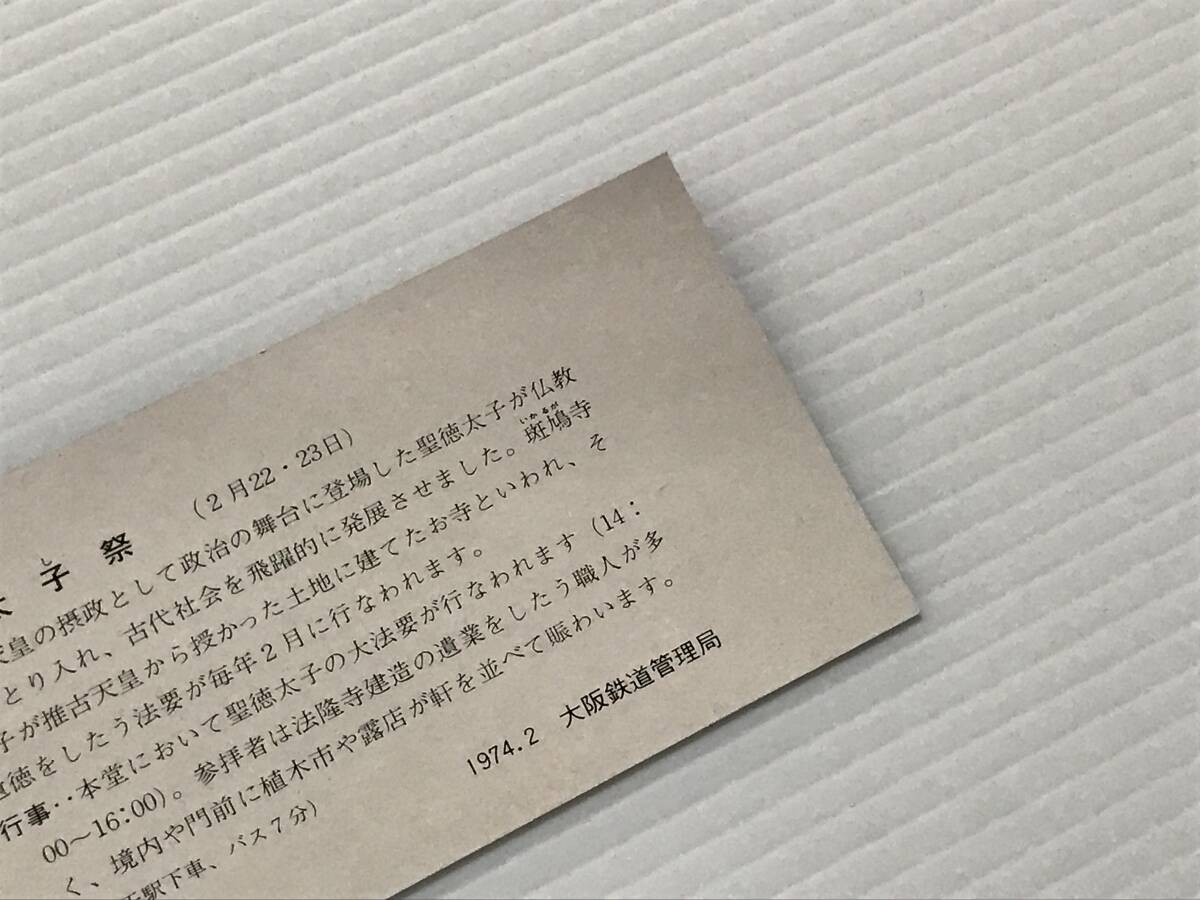 子祭 (2月22・23日)
し
天皇の摂政として政治の舞台に登場した聖徳太子が仏教
とり入れ、古代社会を飛躍的に発展させました。斑鳩寺
いかるが
子が推古天皇から授かった土地に建てたお寺といわれ、そ
徳をしたう法要が毎年2月に行なわれます。
行事‥本堂において聖徳太子の大法要が行なわれます(14:
00〜16:00)。参拝者は法隆寺建造の遺業をしたう職人が多
く、境内や門前に植木市や露店が軒を並べて賑わいます。
駅下車、バス7分)
1974.2 大阪鉄道管理局